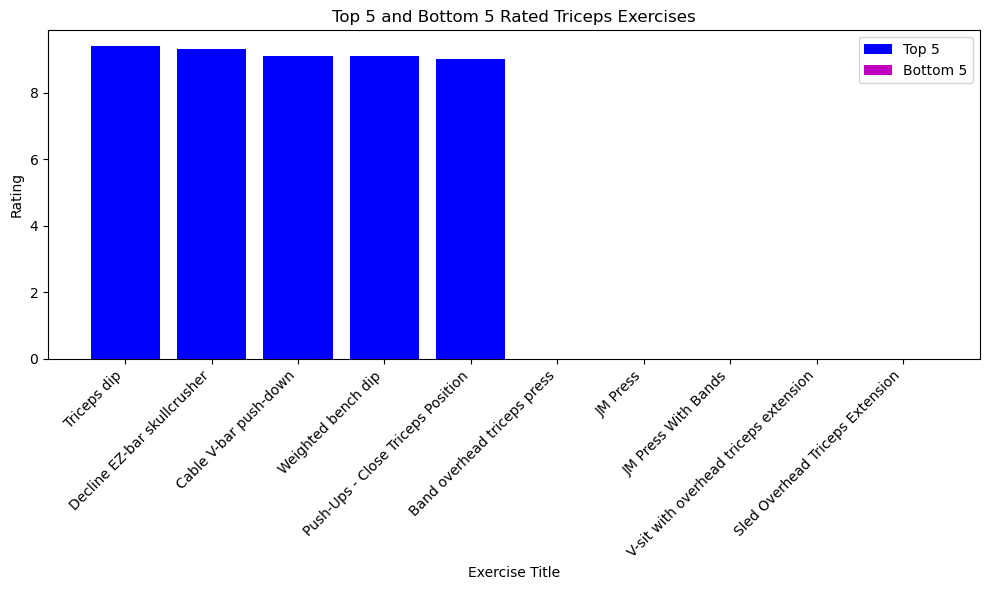 Top 5 and Bottom 5 Rated Triceps Exercises
Top 5
Bottom 5
Rating
8
6
4
2
0
Triceps dip
Decline EZ-bar skullcrusher
Cable V-bar push-down
Weighted bench dip
Push-Ups - Close Triceps Position
Band overhead triceps press
JM Press
JM Press With Bands
V-sit with overhead triceps extension
Sled Overhead Triceps Extension
Exercise Title